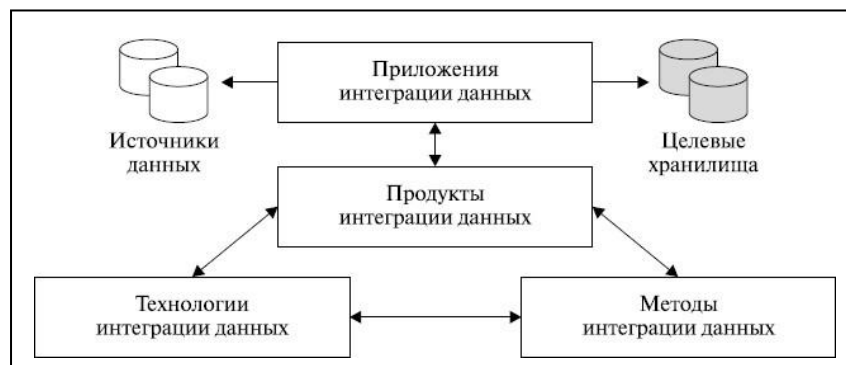 Приложения
интеграции данных
Источники
данных
Целевые
хранилища
Продукты
интеграции данных
Технологии
интеграции данных
Методы
интеграции данных